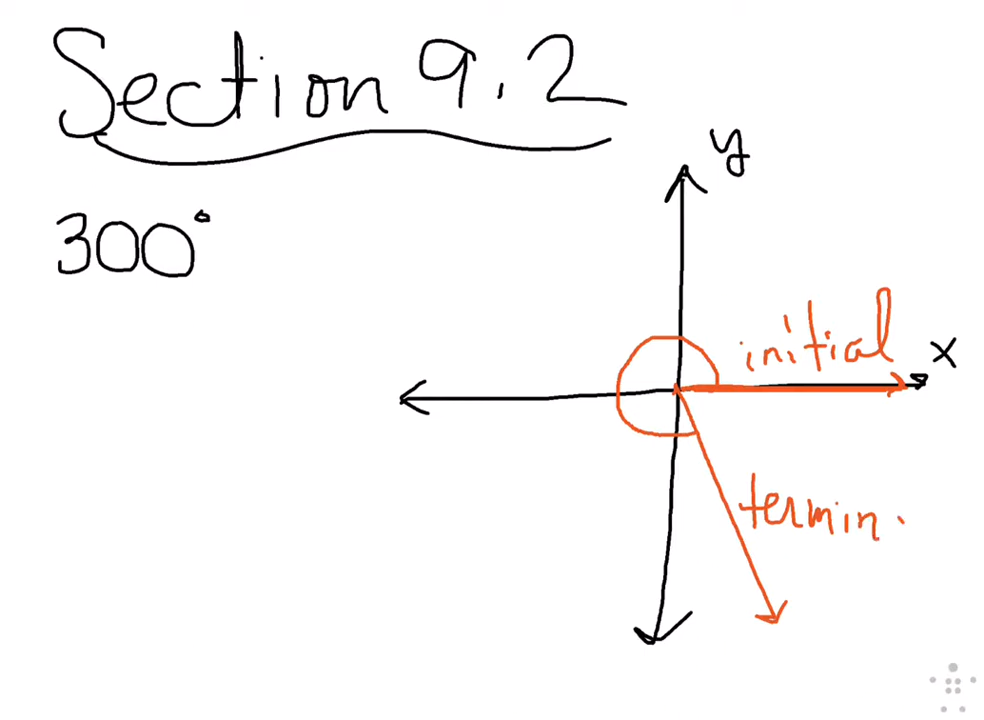 Section 9.2
y
300°
initial
x
termin.